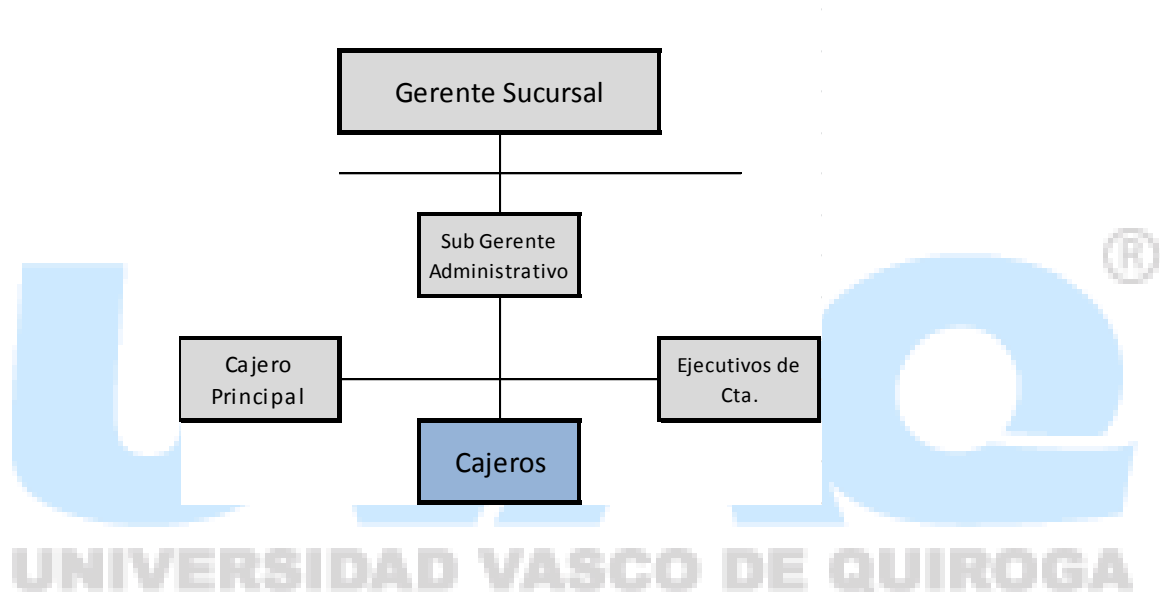 Gerente Sucursal
Sub Gerente
Administrativo
®
Cajero
Principal
Ejecutivos de
Cta.
Cajeros
UNIVERSIDAD VASCO DE QUIROGA